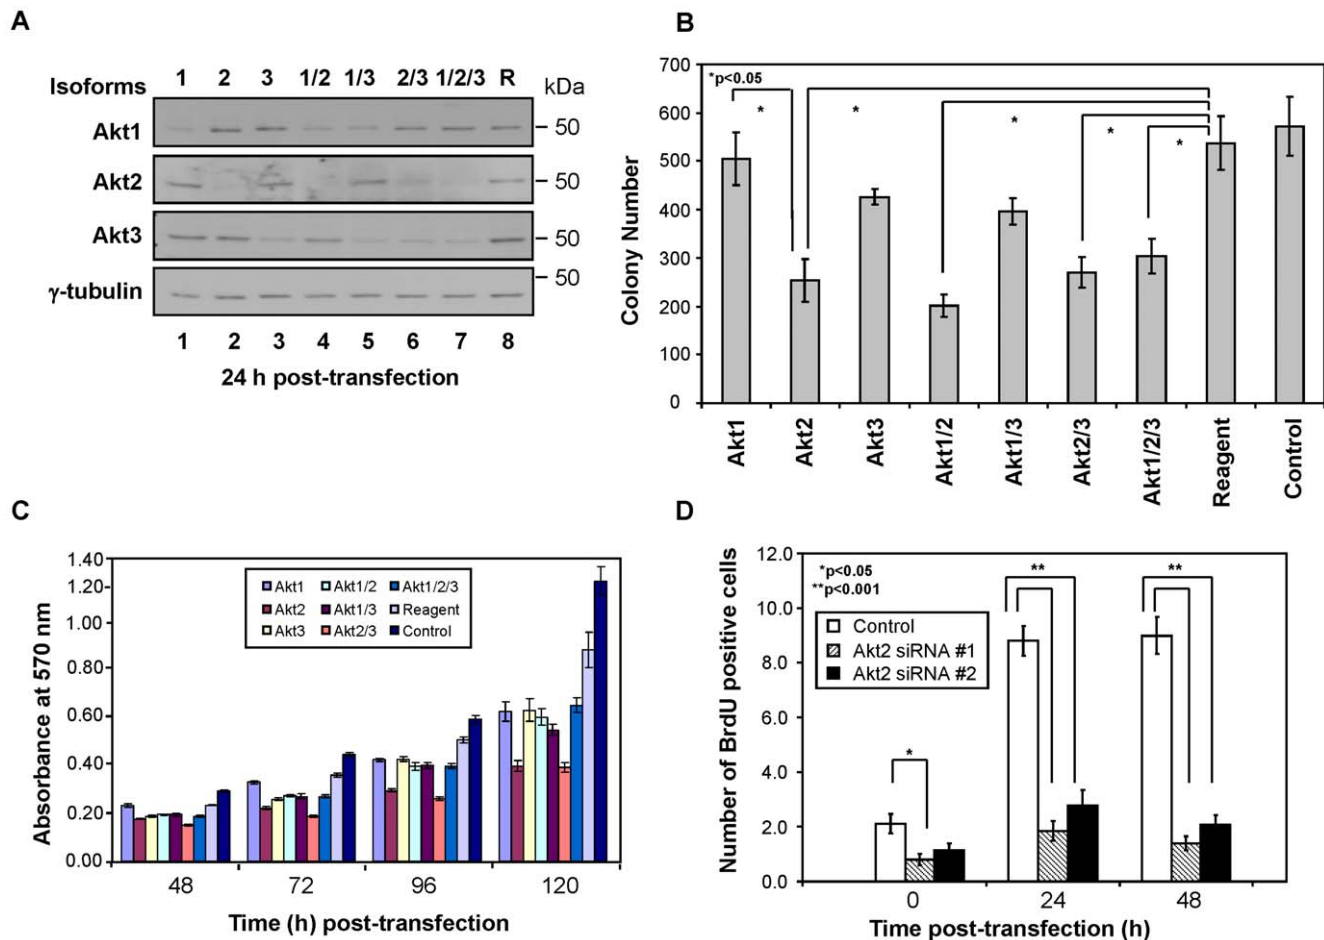 A
Isoforms 1 2 3 1/2 1/3 2/3 1/2/3 R kDa
Akt1 50
Akt2 50
Akt3 50
γ-tubulin 50
1 2 3 4 5 6 7 8
24 h post-transfection
B
*p<0.05
* * * * *
Colony Number
700
600
500
400
300
200
100
0
Akt1 Akt2 Akt3 Akt1/2 Akt1/3 Akt2/3 Akt1/2/3 Reagent Control
C
Absorbance at 570 nm
1.40
1.20
1.00
0.60
0.40
0.20
0.00
Akt1 Akt1/2 Akt1/2/3
Akt2 Akt1/3 Reagent
Akt3 Akt2/3 Control
48 72 96 120
Time (h) post-transfection
D
Number of BrdU positive cells
12.0
10.0
8.0
6.0
4.0
2.0
0.0
*p<0.05
**p<0.001
Control
Akt2 siRNA #1
Akt2 siRNA #2
* ** **
0 24 48
Time post-transfection (h)